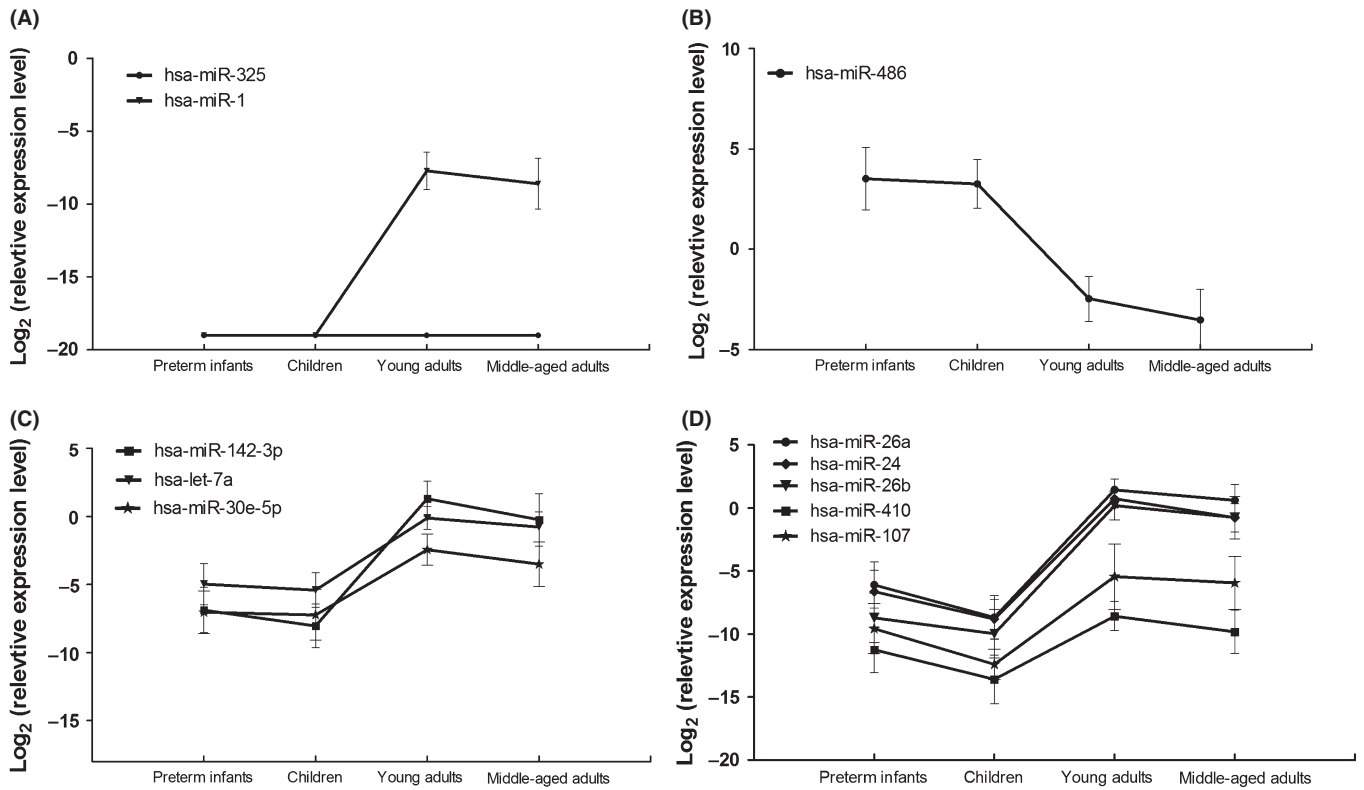 (A)
Log2 (relevtive expression level)
0
–5
–10
–15
–20
hsa-miR-325
hsa-miR-1
Preterm infants
Children
Young adults
Middle-aged adults
(B)
Log2 (relevtive expression level)
10
5
0
–5
hsa-miR-486
Preterm infants
Children
Young adults
Middle-aged adults
(C)
Log2 (relevtive expression level)
5
0
–5
–10
–15
hsa-miR-142-3p
hsa-let-7a
hsa-miR-30e-5p
Preterm infants
Children
Young adults
Middle-aged adults
(D)
Log2 (relevtive expression level)
5
0
–5
–10
–15
–20
hsa-miR-26a
hsa-miR-24
hsa-miR-26b
hsa-miR-410
hsa-miR-107
Preterm infants
Children
Young adults
Middle-aged adults